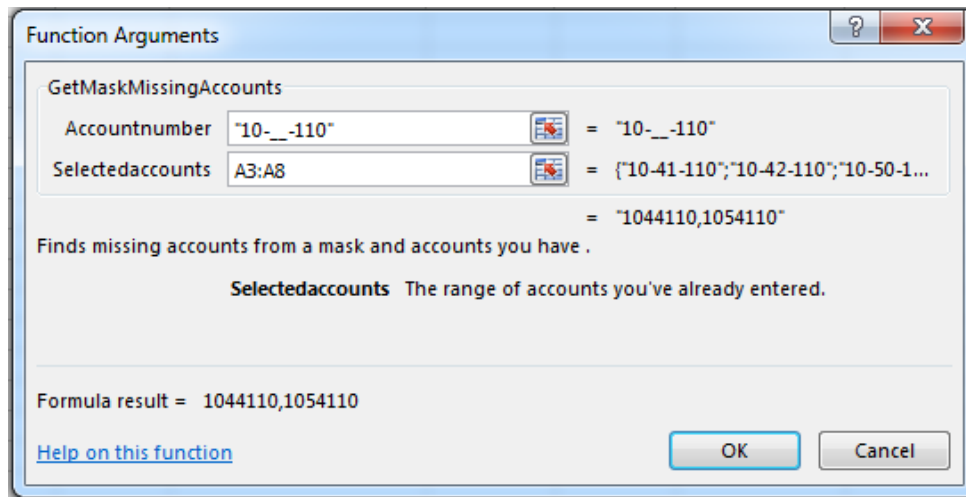 Function Arguments
?
GetMaskMissingAccounts
Accountnumber "10-__-110" = "10-__-110"
Selectedaccounts A3:A8 = {"10-41-110";"10-42-110";"10-50-1...
= "1044110,1054110"
Finds missing accounts from a mask and accounts you have .
Selectedaccounts The range of accounts you've already entered.
Formula result = 1044110,1054110
Help on this function OK Cancel